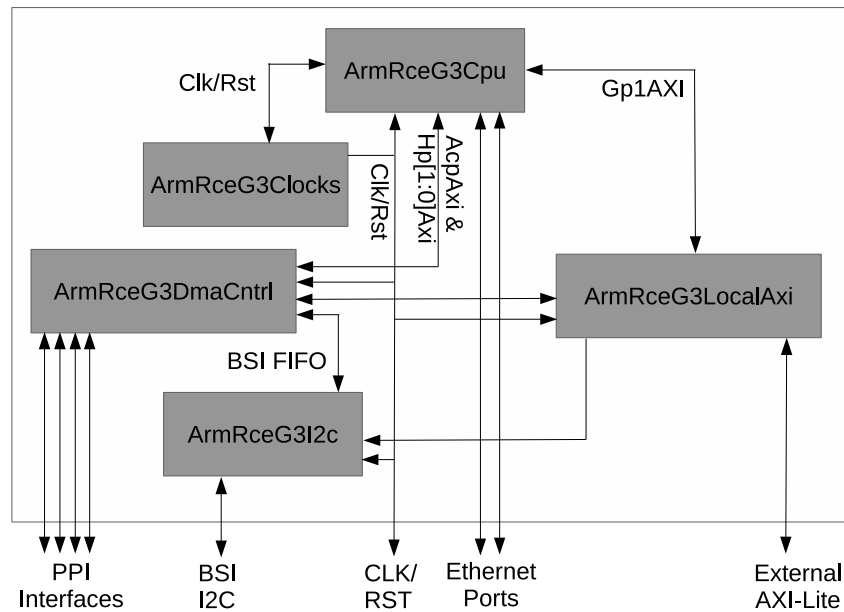 ArmRceG3Cpu
Clk/Rst
Gp1AXI
ArmRceG3Clocks
Clk/Rst
AcpAxi &
Hp[1:0]Axi
ArmRceG3DmaCntrl
ArmRceG3LocalAxi
BSI FIFO
ArmRceG3I2c
PPI
Interfaces
BSI
I2C
CLK/
RST
Ethernet
Ports
External
AXI-Lite